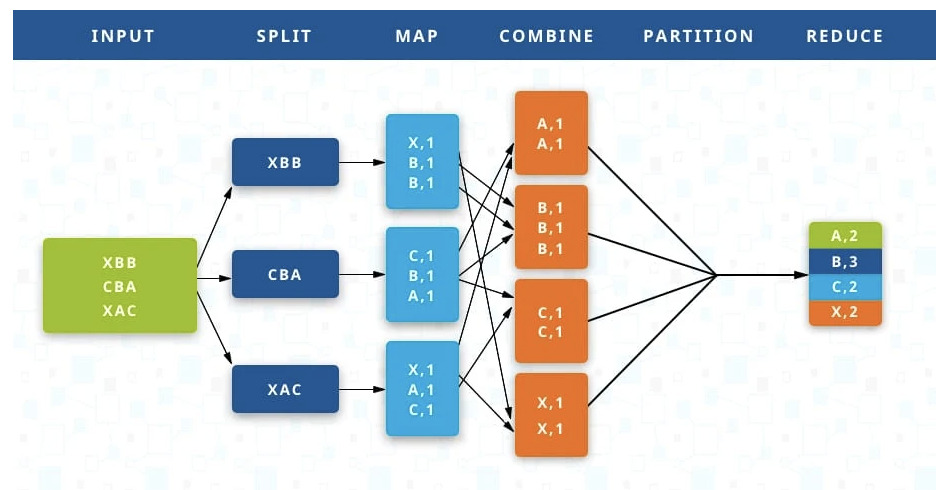 INPUT SPLIT MAP COMBINE PARTITION REDUCE
XBB
CBA
XAC
XBB
CBA
XAC
X,1
B,1
B,1
C,1
B,1
A,1
X,1
A,1
C,1
A,1
A,1
B,1
B,1
B,1
C,1
C,1
X,1
X,1
A,2
B,3
C,2
X,2